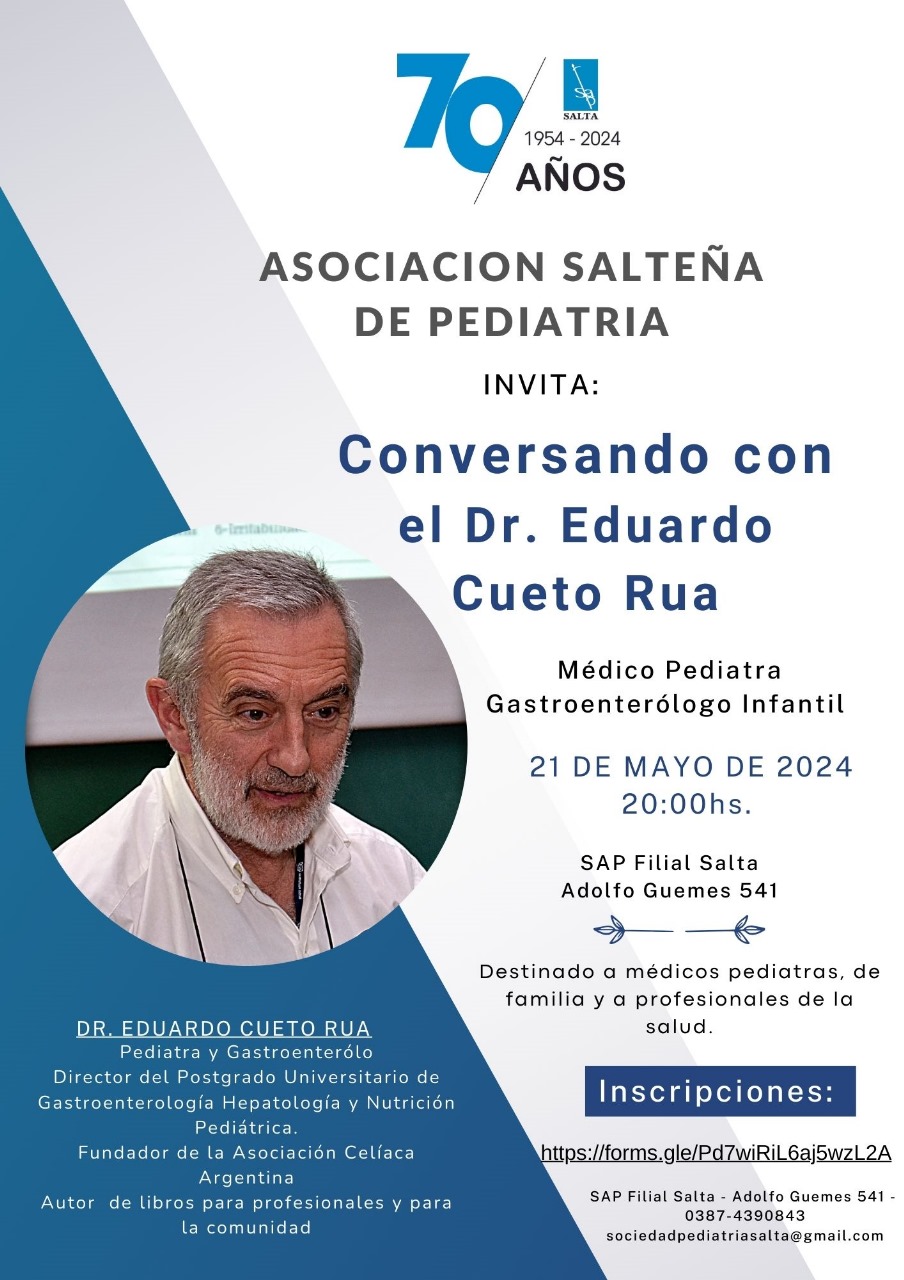 70
SALTA
1954 - 2024
AÑOS
ASOCIACION SALTEÑA
DE PEDIATRIA
INVITA:
Conversando con
el Dr. Eduardo
Cueto Rua
Médico Pediatra
Gastroenterólogo Infantil
21 DE MAYO DE 2024
20:00hs.
SAP Filial Salta
Adolfo Guemes 541
Destinado a médicos pediatras, de
familia y a profesionales de la
salud.
Inscripciones:
https://forms.gle/Pd7wiRiL6aj5wzL2A
SAP Filial Salta - Adolfo Guemes 541 -
0387-4390843
sociedadpediatriasalta@gmail.com
DR. EDUARDO CUETO RUA
Pediatra y Gastroenterólo
Director del Postgrado Universitario de
Gastroenterología Hepatología y Nutrición
Pediátrica.
Fundador de la Asociación Celíaca
Argentina
Autor de libros para profesionales y para
la comunidad